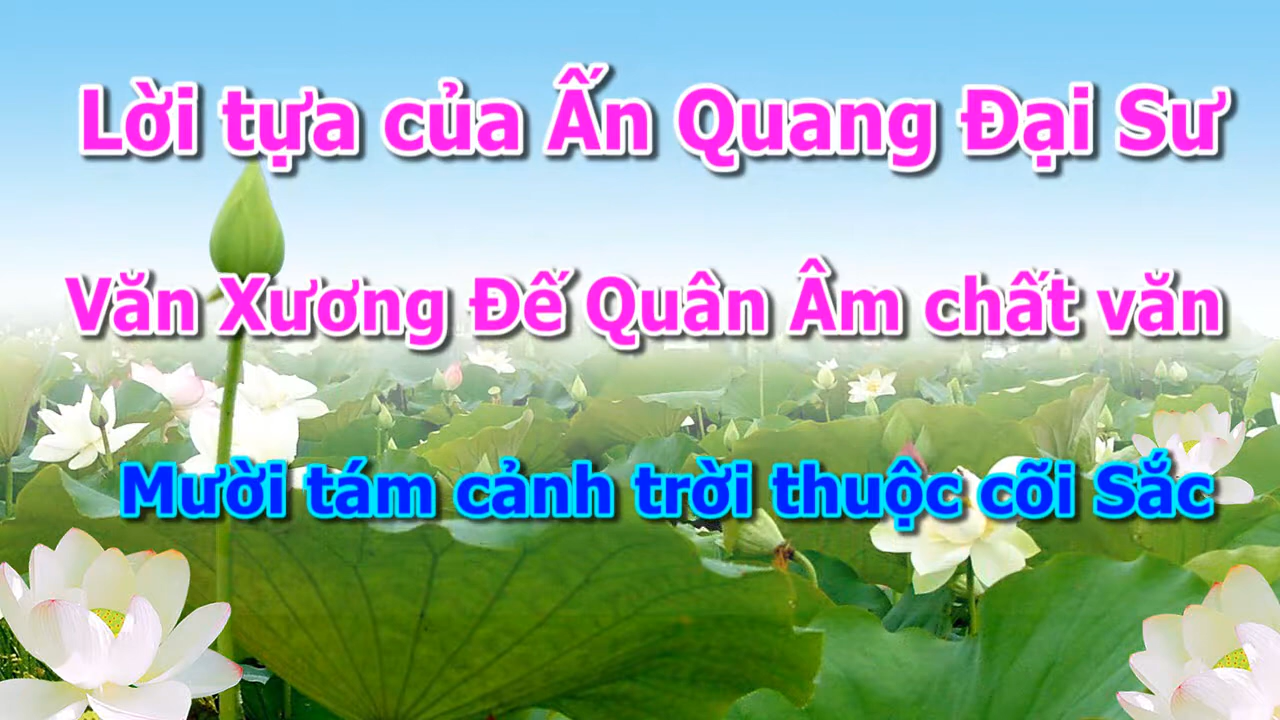 Lời tựa của Ấn Quang Đại Sư
Văn Xương Đế Quân Âm chất văn
Mười tám cảnh trời thuộc cõi Sắc